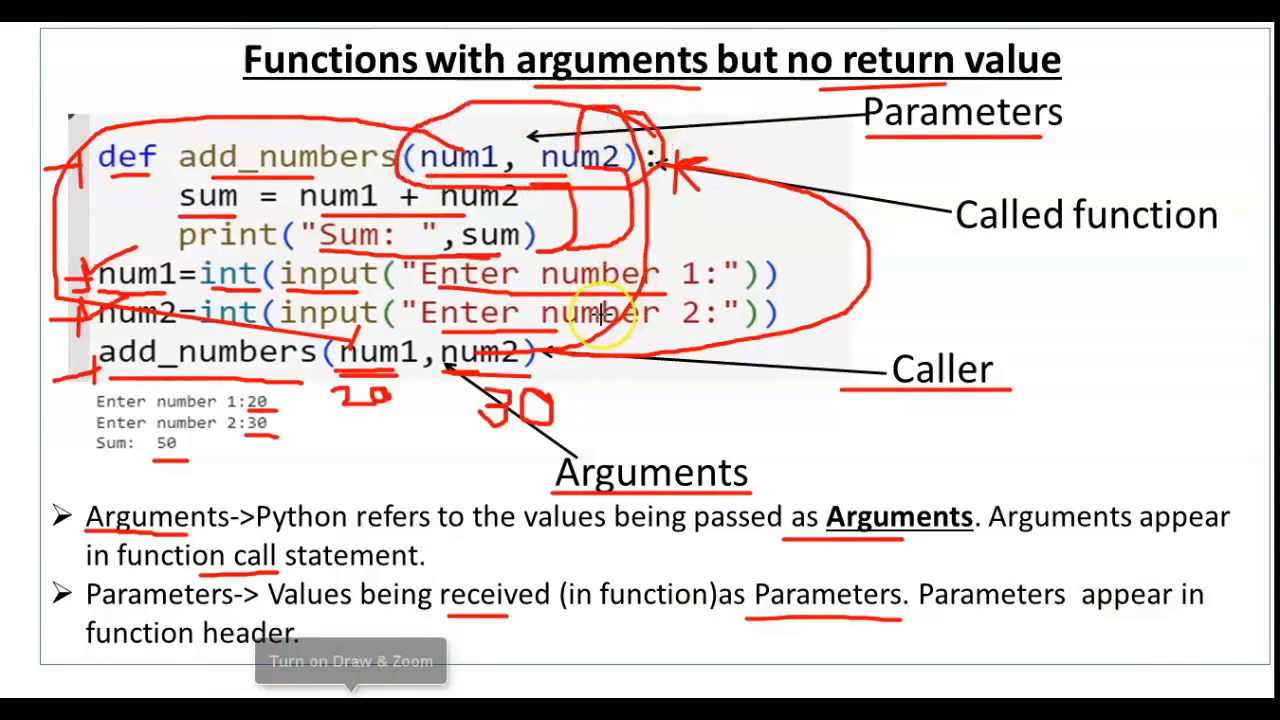 Functions with arguments but no return value
Parameters
def add_numbers(num1, num2):
sum = num1 + num2
Called function
print("Sum: ",sum)
num1=int(input("Enter number 1:"))
num2=int(input("Enter number 2:"))
add_numbers(num1,num2)
Caller
20 30
Enter number 1:20
Enter number 2:30
Sum: 50
Arguments
➢ Arguments->Python refers to the values being passed as Arguments. Arguments appear
in function call statement.
➢ Parameters-> Values being received (in function)as Parameters. Parameters appear in
function header.
Turn on Draw & Zoom